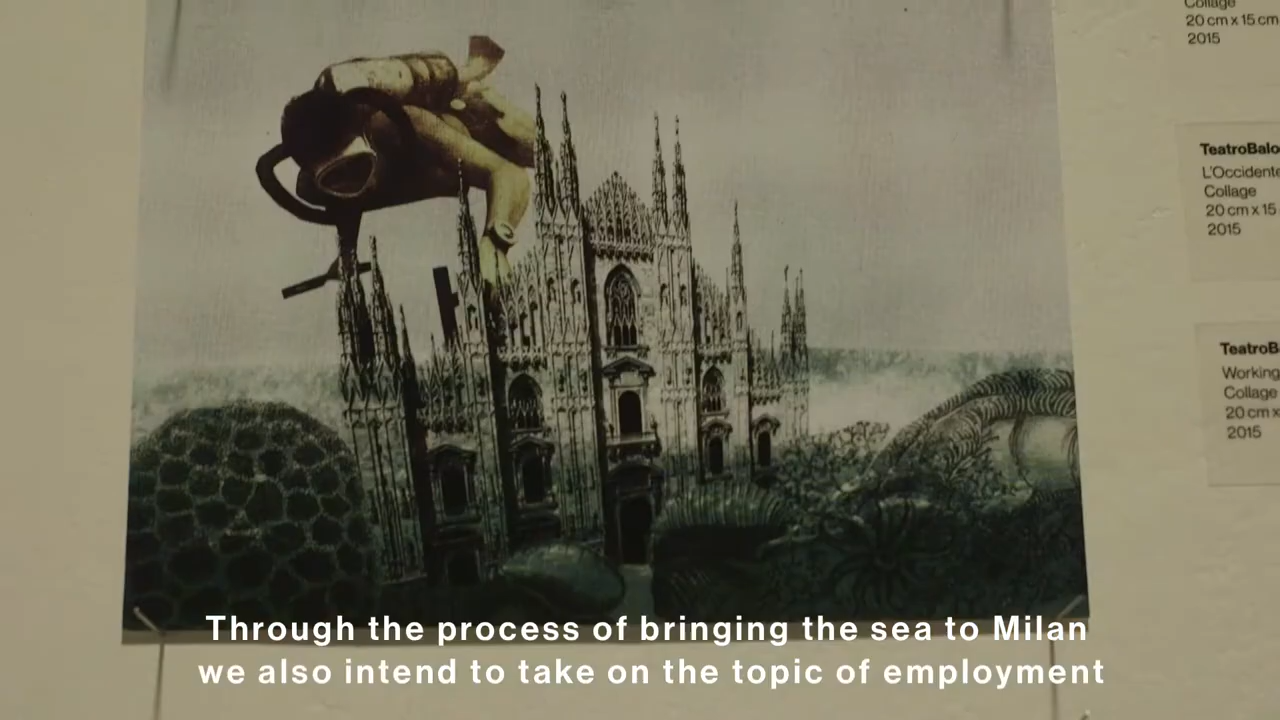 Collage
20 cm x 15 cm
2015
TeatroBalo
L'Occidente
Collage
20 cm x 15
2015
TeatroB
Working
Collage
20 cm x
2015
Through the process of bringing the sea to Milan
we also intend to take on the topic of employment